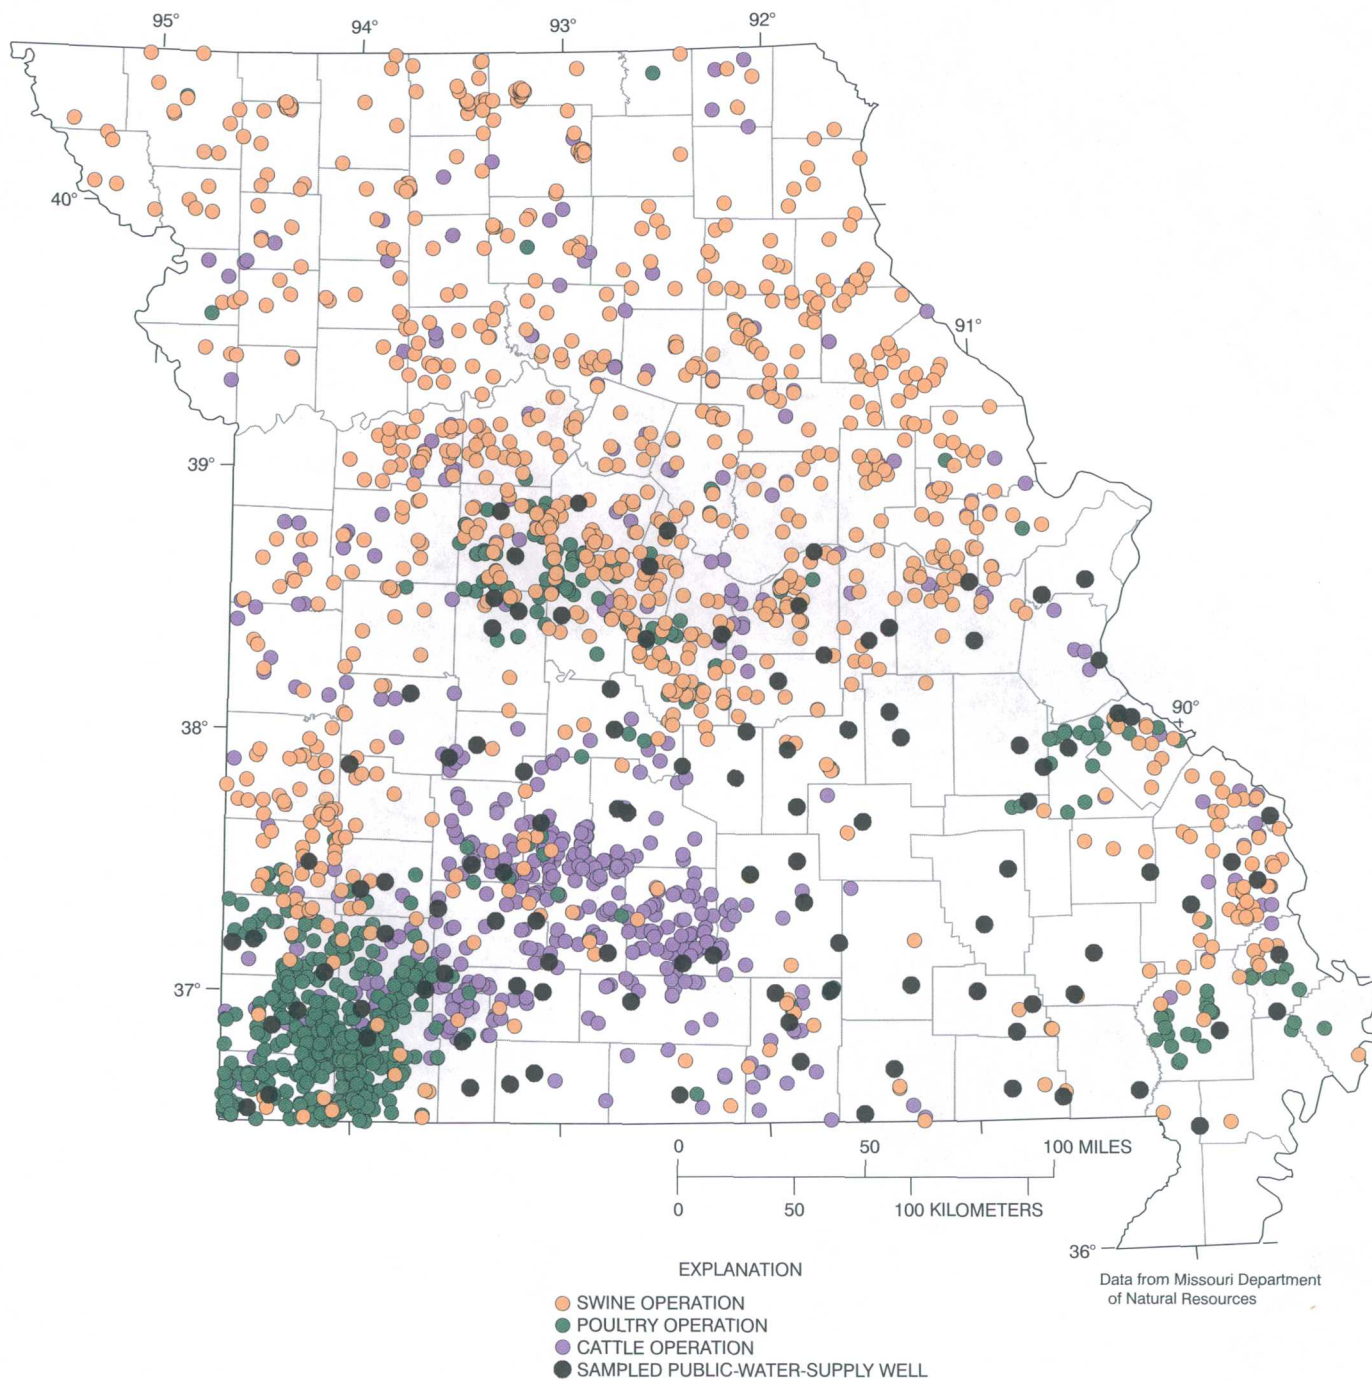 95°
94°
93°
92°
40°
91°
39°
38°
90°
37°
0 50 100 MILES
0 50 100 KILOMETERS
36°
Data from Missouri Department
of Natural Resources
EXPLANATION
SWINE OPERATION
POULTRY OPERATION
CATTLE OPERATION
SAMPLED PUBLIC-WATER-SUPPLY WELL